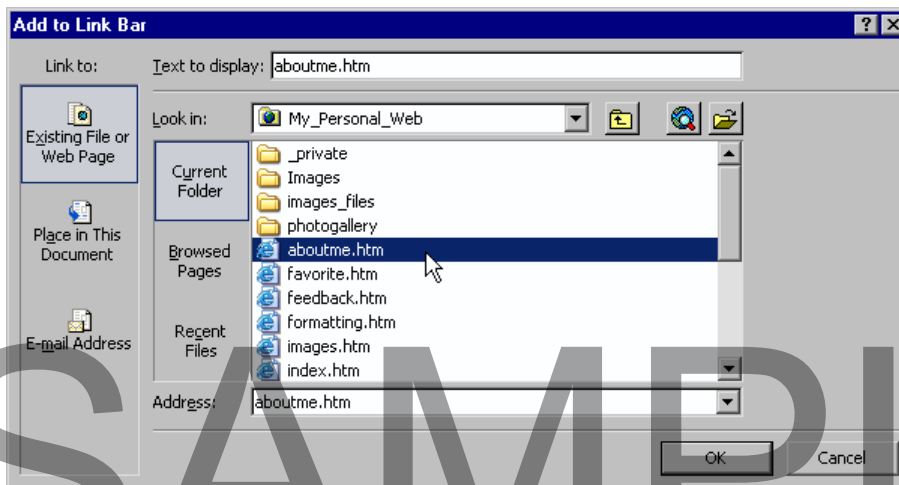 Add to Link Bar
Link to:
Text to display: aboutme.htm
Existing File or
Web Page
Look in: My_Personal_Web
Current
Folder
_private
Images
images_files
photogallery
Place in This
Document
Browsed
Pages
aboutme.htm
favorite.htm
feedback.htm
formatting.htm
images.htm
index.htm
E-mail Address
Recent
Files
Address: aboutme.htm
OK Cancel
SAMPL